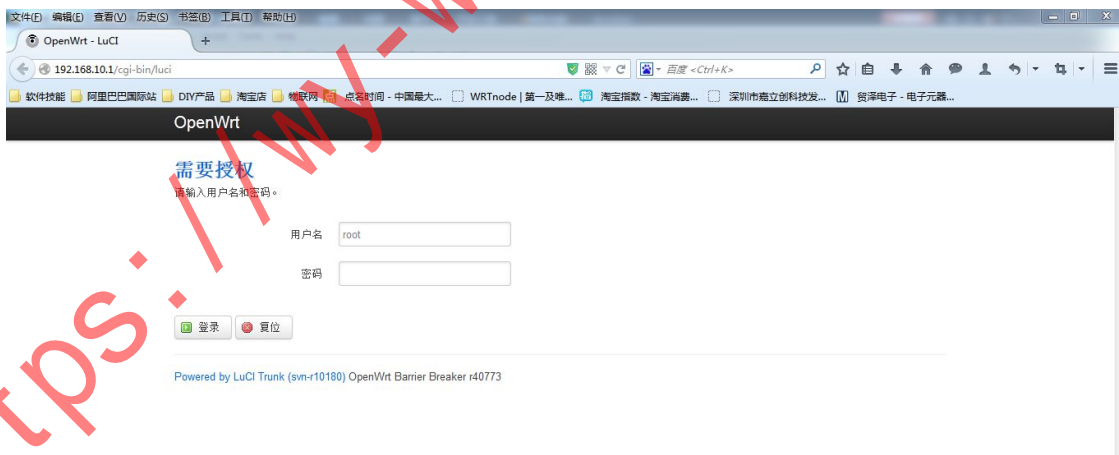 文件(F) 编辑(E) 查看(V) 历史(S) 书签(B) 工具(T) 帮助(H)
OpenWrt - LuCI
192.168.10.1/cgi-bin/luci 百度 <Ctrl+K>
软件技能 阿里巴巴国际站 DIY产品 淘宝店 物联网 点名时间 - 中国最大... WRTnode | 第一及唯... 淘宝指数 - 淘宝消费... 深圳市嘉立创科技发... 贸泽电子 - 电子元器...
OpenWrt
需要授权
请输入用户名和密码。
用户名 root
密码
登录 复位
Powered by LuCI Trunk (svn-r10180) OpenWrt Barrier Breaker r40773
tps://wy-w